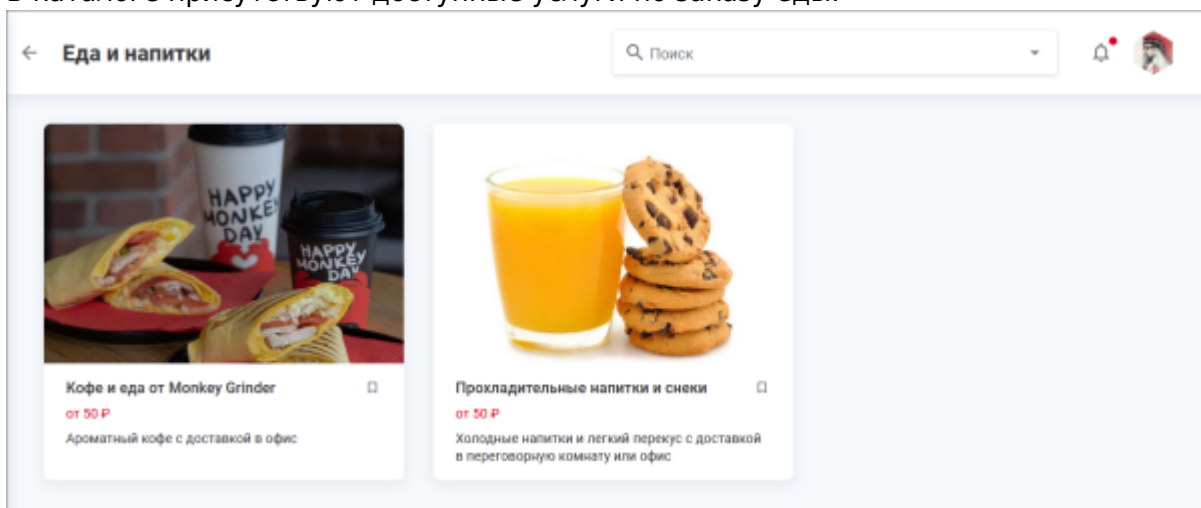 Еда и напитки
Поиск
HAPPY
MONKEY
DAY
HAPPY
MONKEY
DAY
Кофе и еда от Monkey Grinder
от 50 ₽
Ароматный кофе с доставкой в офис
Прохладительные напитки и снеки
от 50 ₽
Холодные напитки и легкий перекус с доставкой
в переговорную комнату или офис